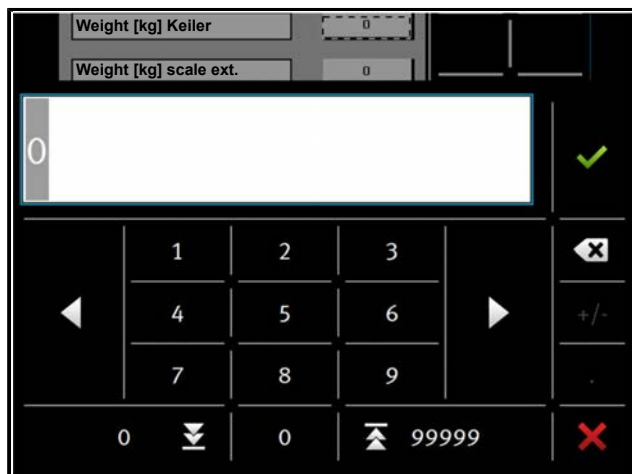 Weight [kg] Keiler 0
Weight [kg] scale ext. 0
0
1 2 3
4 5 6 +/-
7 8 9 .
0 0 99999